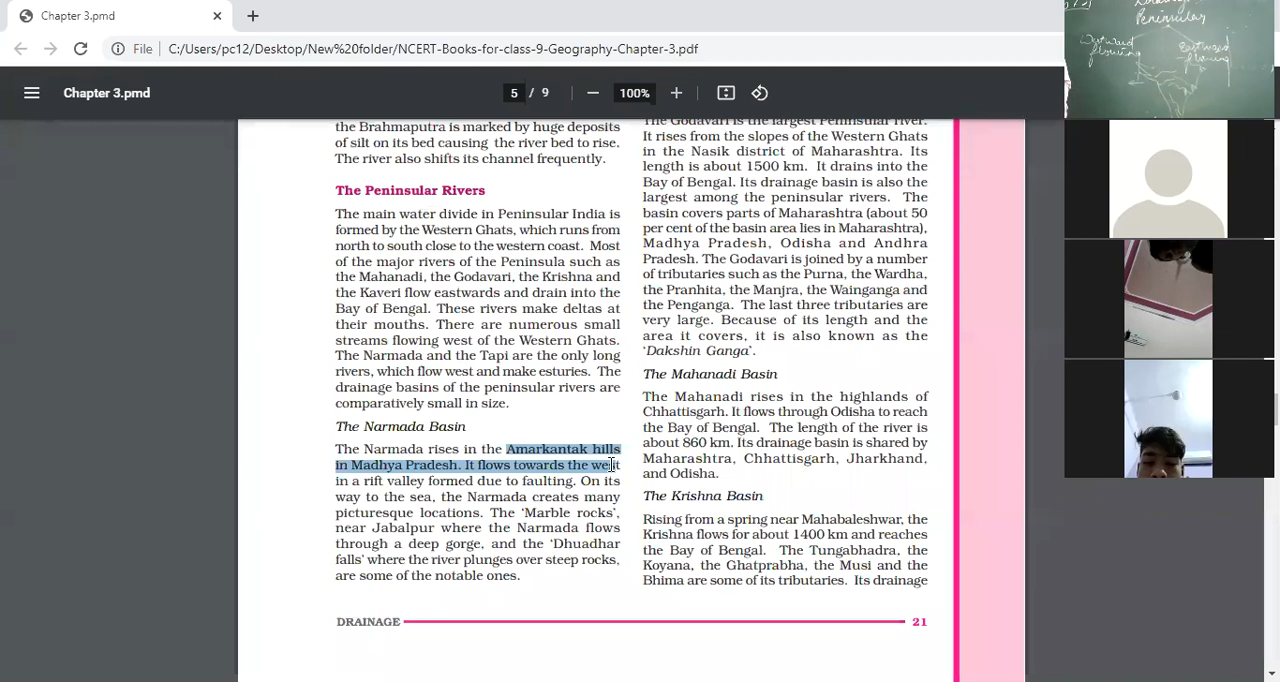 Chapter 3.pmd
File
C:/Users/pc12/Desktop/New%20folder/NCERT-Books-for-class-9-Geography-Chapter-3.pdf
Chapter 3.pmd
5 / 9
100%
the Brahmaputra is marked by huge deposits
of silt on its bed causing the river bed to rise.
The river also shifts its channel frequently.
The Peninsular Rivers
The main water divide in Peninsular India is
formed by the Western Ghats, which runs from
north to south close to the western coast. Most
of the major rivers of the Peninsula such as
the Mahanadi, the Godavari, the Krishna and
the Kaveri flow eastwards and drain into the
Bay of Bengal. These rivers make deltas at
their mouths. There are numerous small
streams flowing west of the Western Ghats.
The Narmada and the Tapi are the only long
rivers, which flow west and make esturies. The
drainage basins of the peninsular rivers are
comparatively small in size.
The Narmada Basin
The Narmada rises in the Amarkantak hills
in Madhya Pradesh. It flows towards the west
in a rift valley formed due to faulting. On its
way to the sea, the Narmada creates many
picturesque locations. The ‘Marble rocks’,
near Jabalpur where the Narmada flows
through a deep gorge, and the ‘Dhuadhar
falls’ where the river plunges over steep rocks,
are some of the notable ones.
The Godavari is the largest Peninsular river.
It rises from the slopes of the Western Ghats
in the Nasik district of Maharashtra. Its
length is about 1500 km. It drains into the
Bay of Bengal. Its drainage basin is also the
largest among the peninsular rivers. The
basin covers parts of Maharashtra (about 50
per cent of the basin area lies in Maharashtra),
Madhya Pradesh, Odisha and Andhra
Pradesh. The Godavari is joined by a number
of tributaries such as the Purna, the Wardha,
the Pranhita, the Manjra, the Wainganga and
the Penganga. The last three tributaries are
very large. Because of its length and the
area it covers, it is also known as the
‘Dakshin Ganga’.
The Mahanadi Basin
The Mahanadi rises in the highlands of
Chhattisgarh. It flows through Odisha to reach
the Bay of Bengal. The length of the river is
about 860 km. Its drainage basin is shared by
Maharashtra, Chhattisgarh, Jharkhand,
and Odisha.
The Krishna Basin
Rising from a spring near Mahabaleshwar, the
Krishna flows for about 1400 km and reaches
the Bay of Bengal. The Tungabhadra, the
Koyana, the Ghatprabha, the Musi and the
Bhima are some of its tributaries. Its drainage
DRAINAGE
21
Peninsular
flowing
flowing